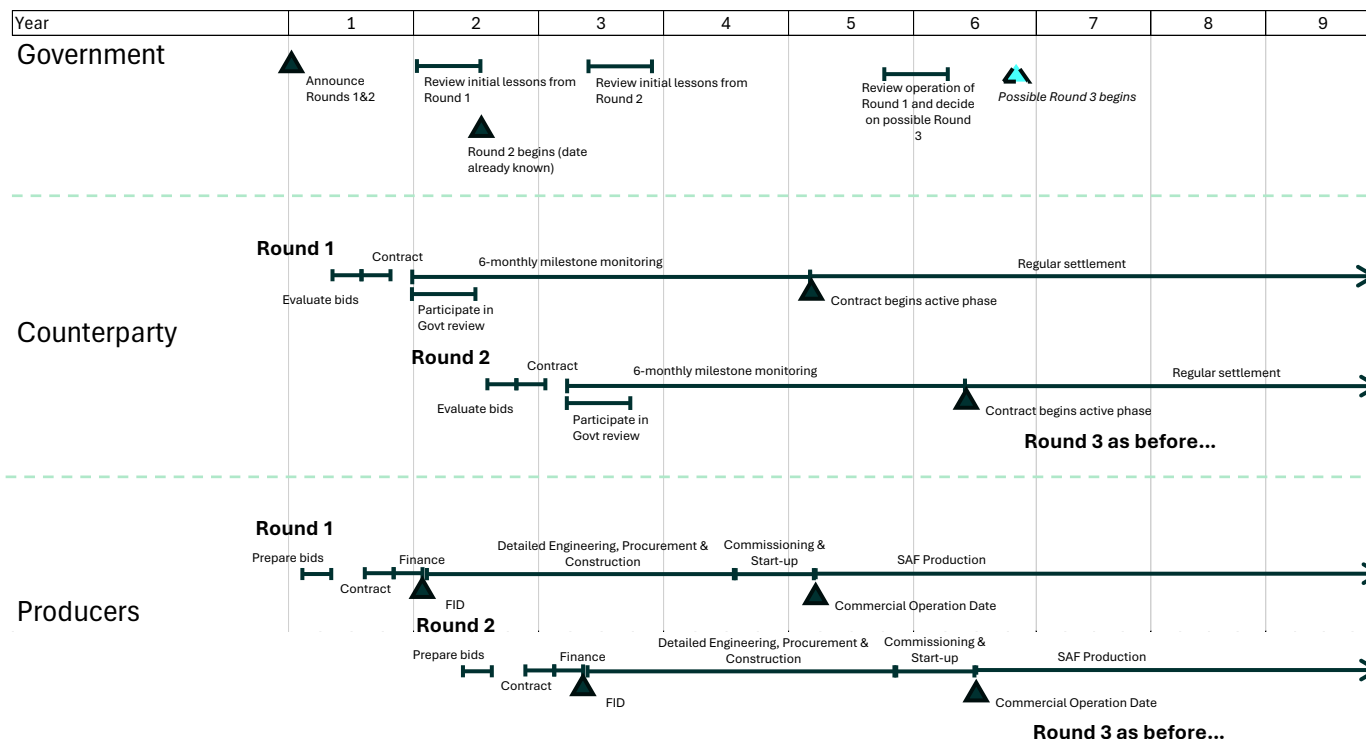 Year 1 2 3 4 5 6 7 8 9
Government
Announce
Rounds 1&2
Review initial lessons from
Round 1
Round 2 begins (date
already known)
Review initial lessons from
Round 2
Review operation of
Round 1 and decide
on possible Round
3
Possible Round 3 begins
Counterparty
Round 1
Evaluate bids
Contract
6-monthly milestone monitoring
Regular settlement
Participate in
Govt review
Contract begins active phase
Round 2
Evaluate bids
Contract
6-monthly milestone monitoring
Regular settlement
Participate in
Govt review
Contract begins active phase
Round 3 as before...
Producers
Round 1
Prepare bids
Contract
Finance
FID
Detailed Engineering, Procurement &
Construction
Commissioning &
Start-up
SAF Production
Commercial Operation Date
Round 2
Prepare bids
Contract
Finance
FID
Detailed Engineering, Procurement &
Construction
Commissioning &
Start-up
SAF Production
Commercial Operation Date
Round 3 as before...